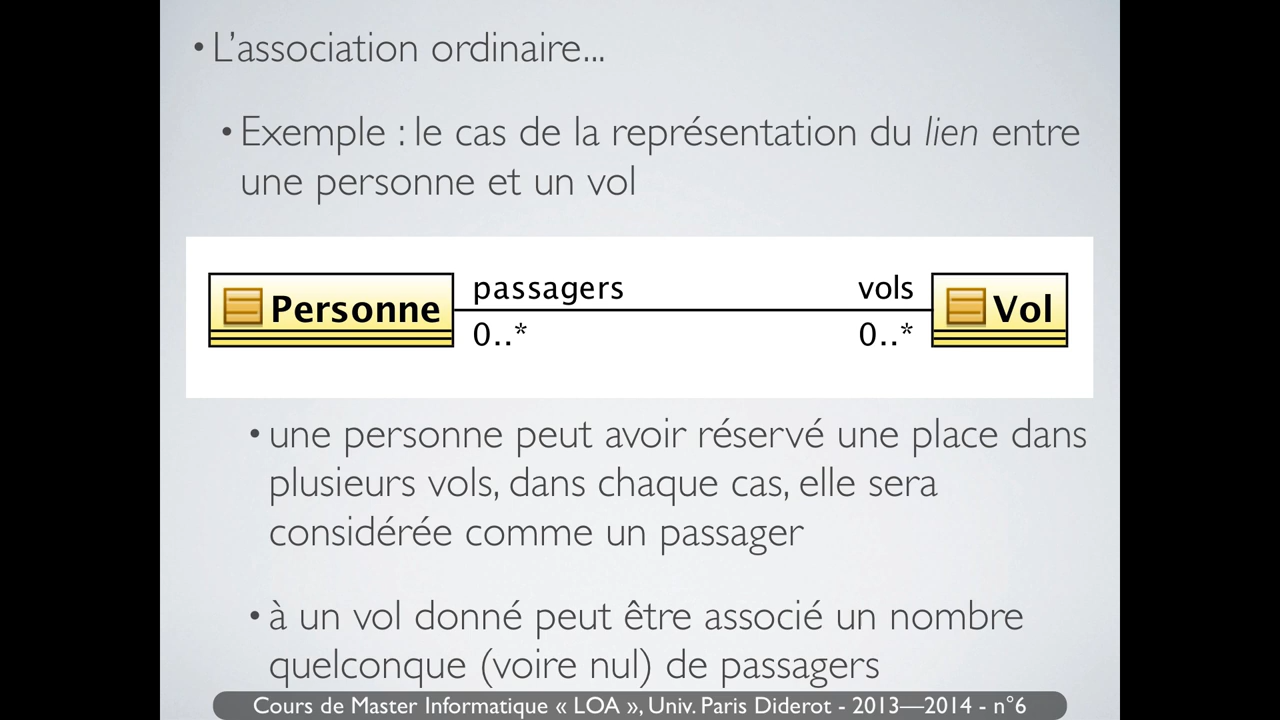 • L’association ordinaire...
• Exemple : le cas de la représentation du lien entre
une personne et un vol
passagers vols
Personne Vol
0..* 0..*
• une personne peut avoir réservé une place dans
plusieurs vols, dans chaque cas, elle sera
considérée comme un passager
• à un vol donné peut être associé un nombre
quelconque (voire nul) de passagers
Cours de Master Informatique « LOA », Univ. Paris Diderot - 2013—2014 - n°6